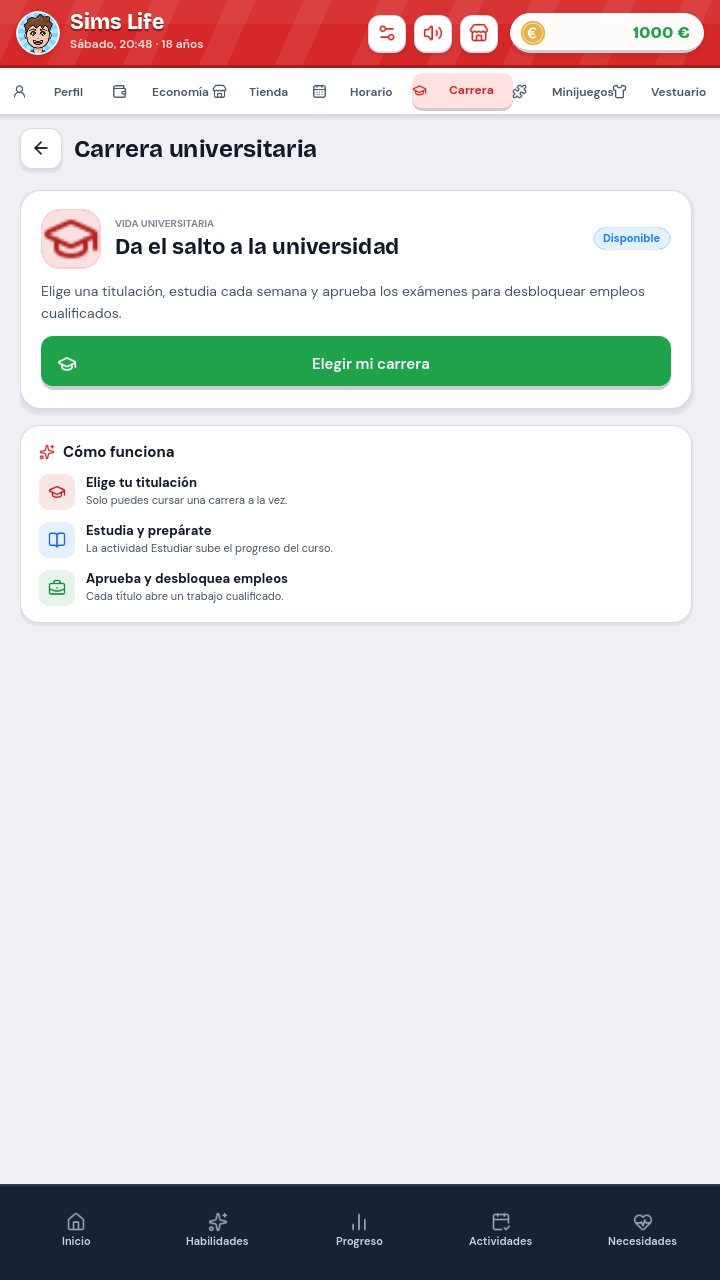 Sims Life
Sábado, 20:48 · 18 años
€
1000 €
Perfil
Economía
Tienda
Horario
Carrera
Minijuegos
Vestuario
Carrera universitaria
VIDA UNIVERSITARIA
Da el salto a la universidad
Disponible
Elige una titulación, estudia cada semana y aprueba los exámenes para desbloquear empleos
cualificados.
Elegir mi carrera
Cómo funciona
Elige tu titulación
Solo puedes cursar una carrera a la vez.
Estudia y prepárate
La actividad Estudiar sube el progreso del curso.
Aprueba y desbloquea empleos
Cada título abre un trabajo cualificado.
Inicio
Habilidades
Progreso
Actividades
Necesidades